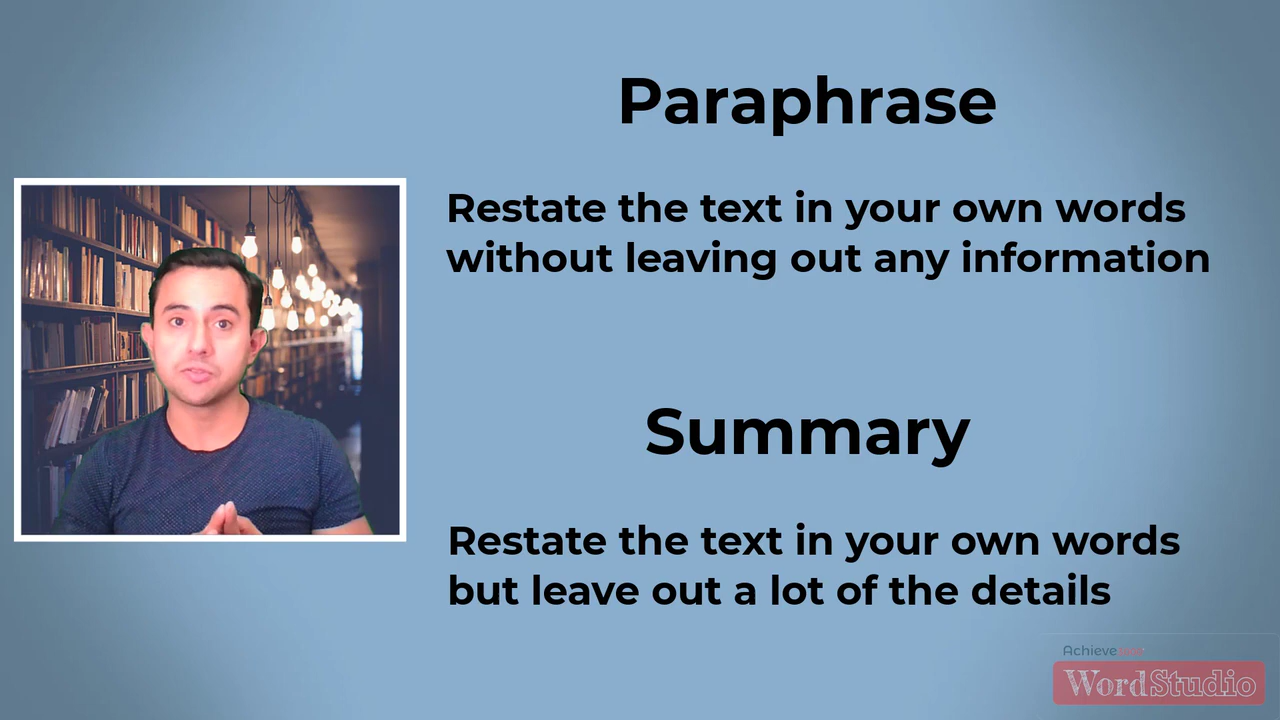 Paraphrase
Restate the text in your own words
without leaving out any information
Summary
Restate the text in your own words
but leave out a lot of the details
Achieve
WordStudio